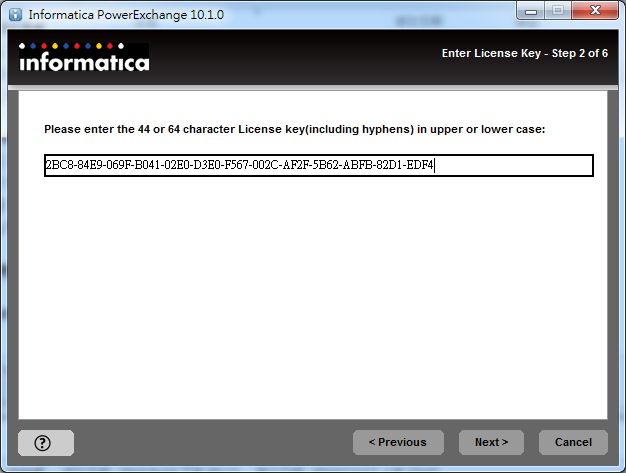 Informatica PowerExchange 10.1.0
informatica
Enter License Key - Step 2 of 6
Please enter the 44 or 64 character License key(including hyphens) in upper or lower case:
2BC8-84E9-069F-B041-02E0-D3E0-F567-002C-AF2F-5B62-ABFB-82D1-EDF4
?
< Previous
Next >
Cancel